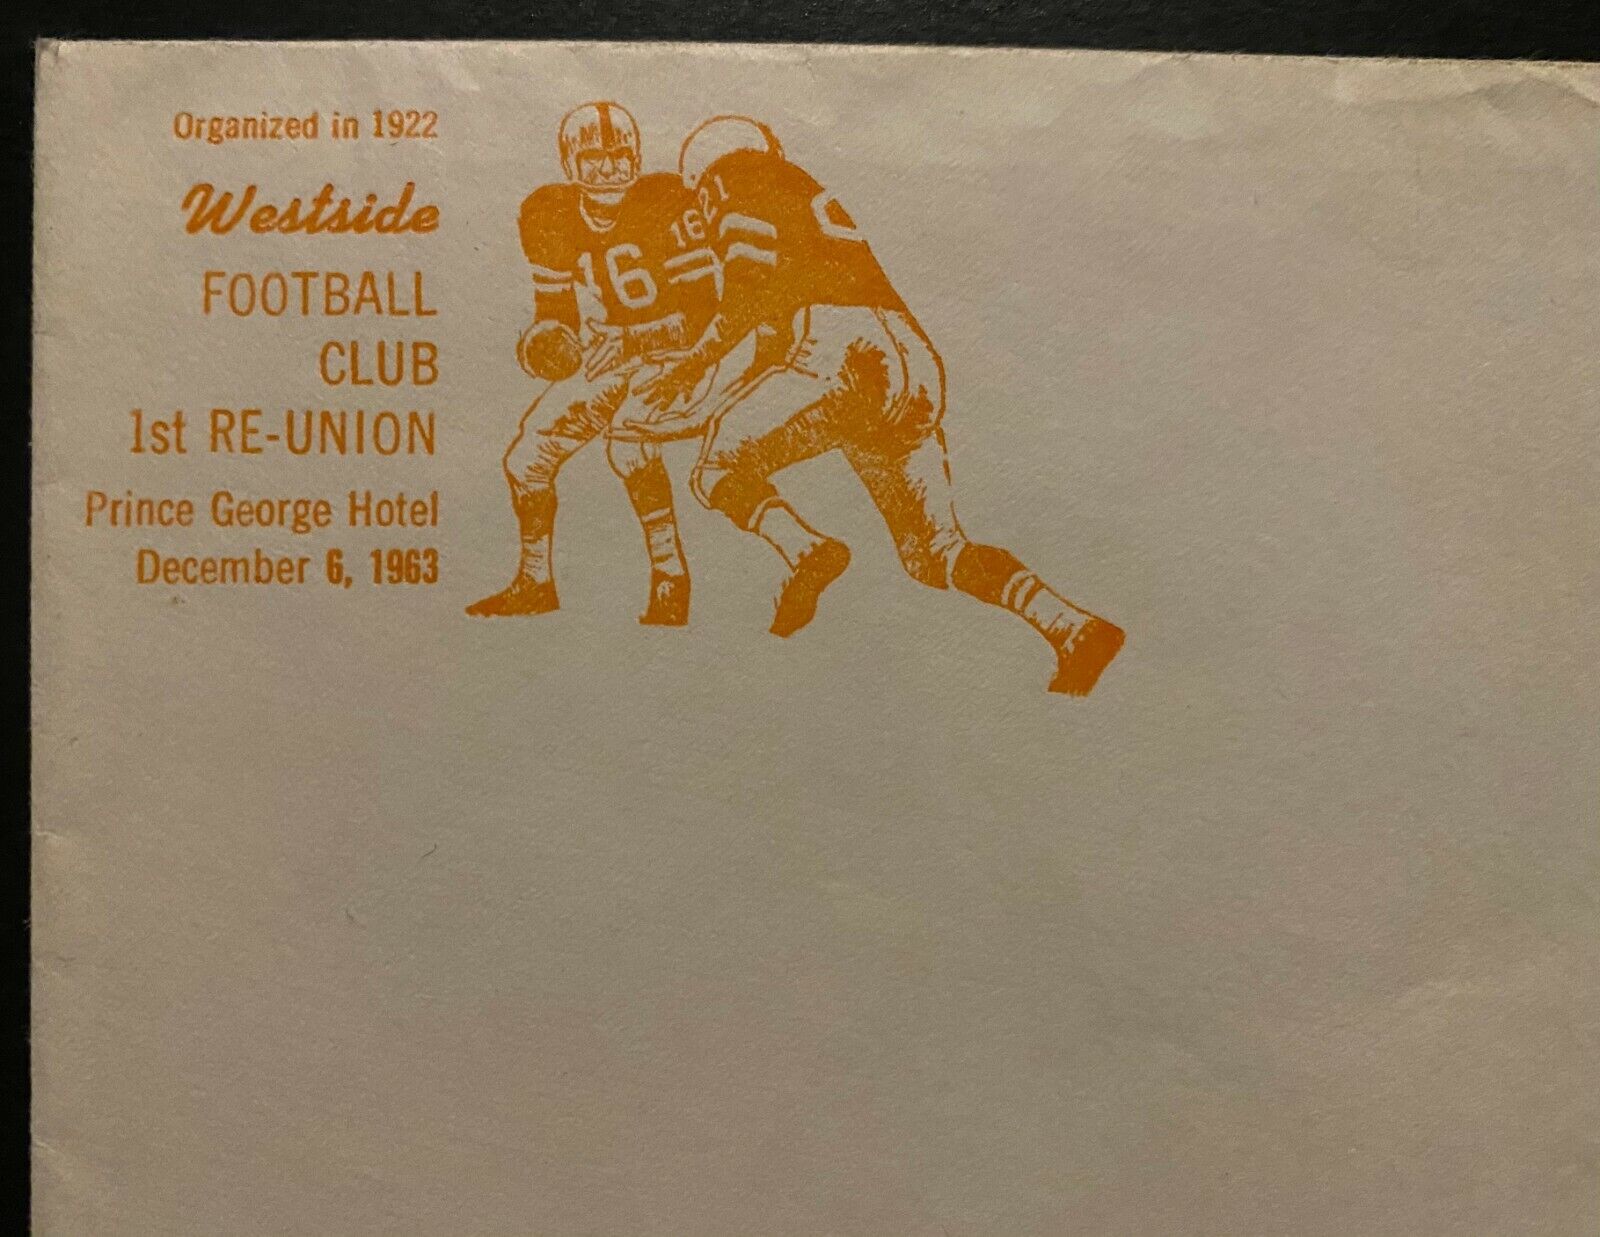 Organized in 1922
Westside
FOOTBALL
CLUB
1st RE-UNION
Prince George Hotel
December 6, 1963
16
16
21